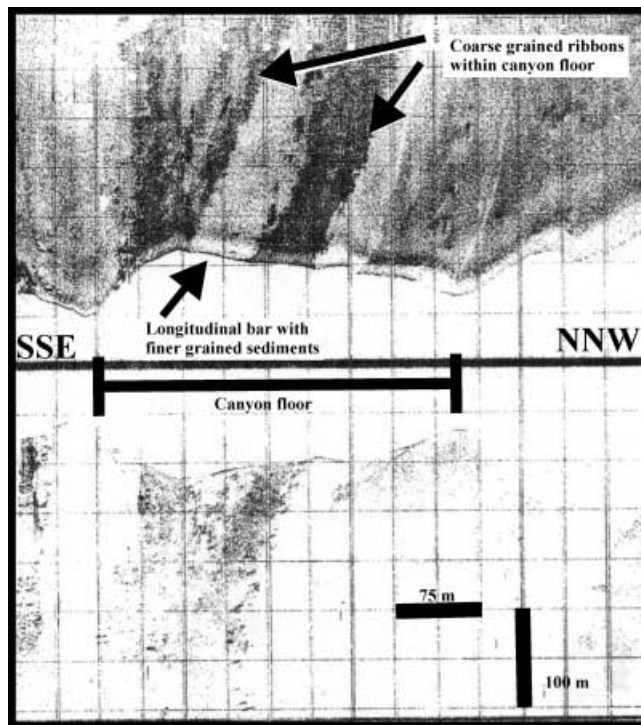 Coarse grained ribbons
within canyon floor
Longitudinal bar with
finer grained sediments
SSE
NNW
Canyon floor
75 m
100 m